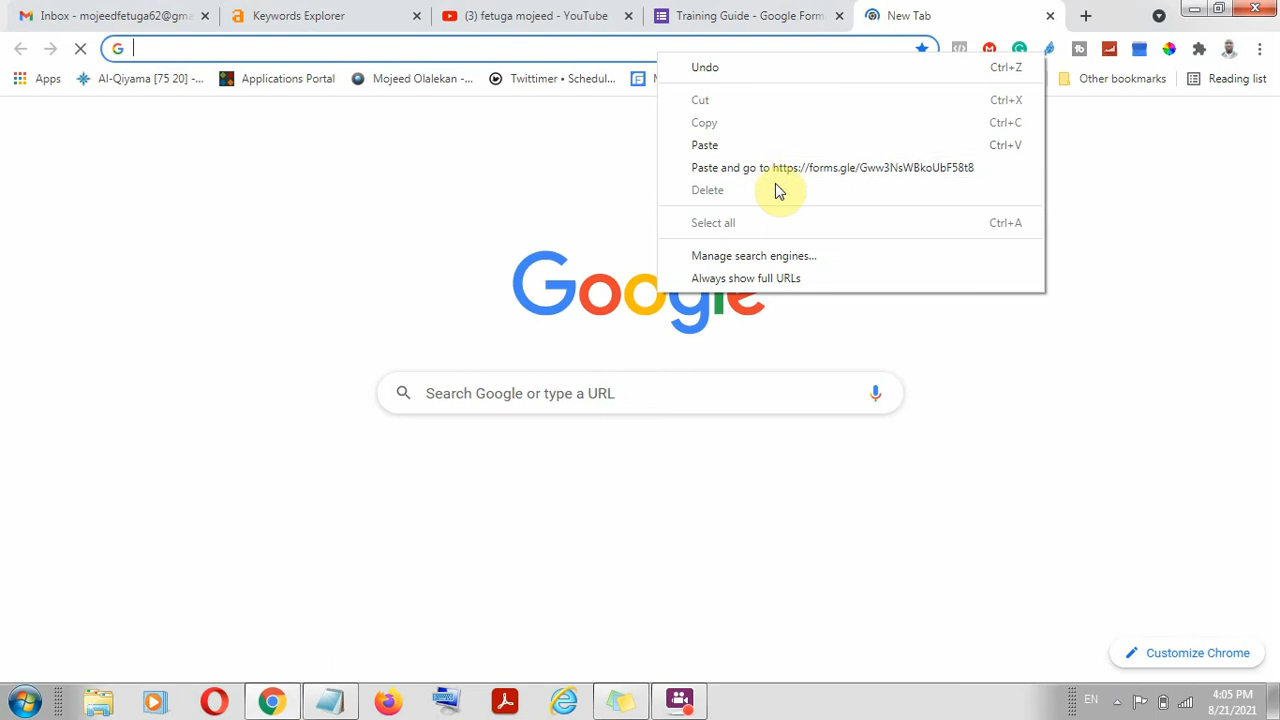 Inbox - mojeedfetuga62@gma
Keywords Explorer
(3) fetuga mojeed - YouTube
Training Guide - Google Form
New Tab
Apps
Al-Qiyama [75 20] -...
Applications Portal
Mojeed Olalekan -...
Twittimer • Schedul...
Other bookmarks
Reading list
Undo Ctrl+Z
Cut Ctrl+X
Copy Ctrl+C
Paste Ctrl+V
Paste and go to https://forms.gle/Gww3NsWBkoUbF58t8
Delete
Select all Ctrl+A
Manage search engines...
Always show full URLs
Google
Search Google or type a URL
Customize Chrome
EN
4:05 PM
8/21/2021